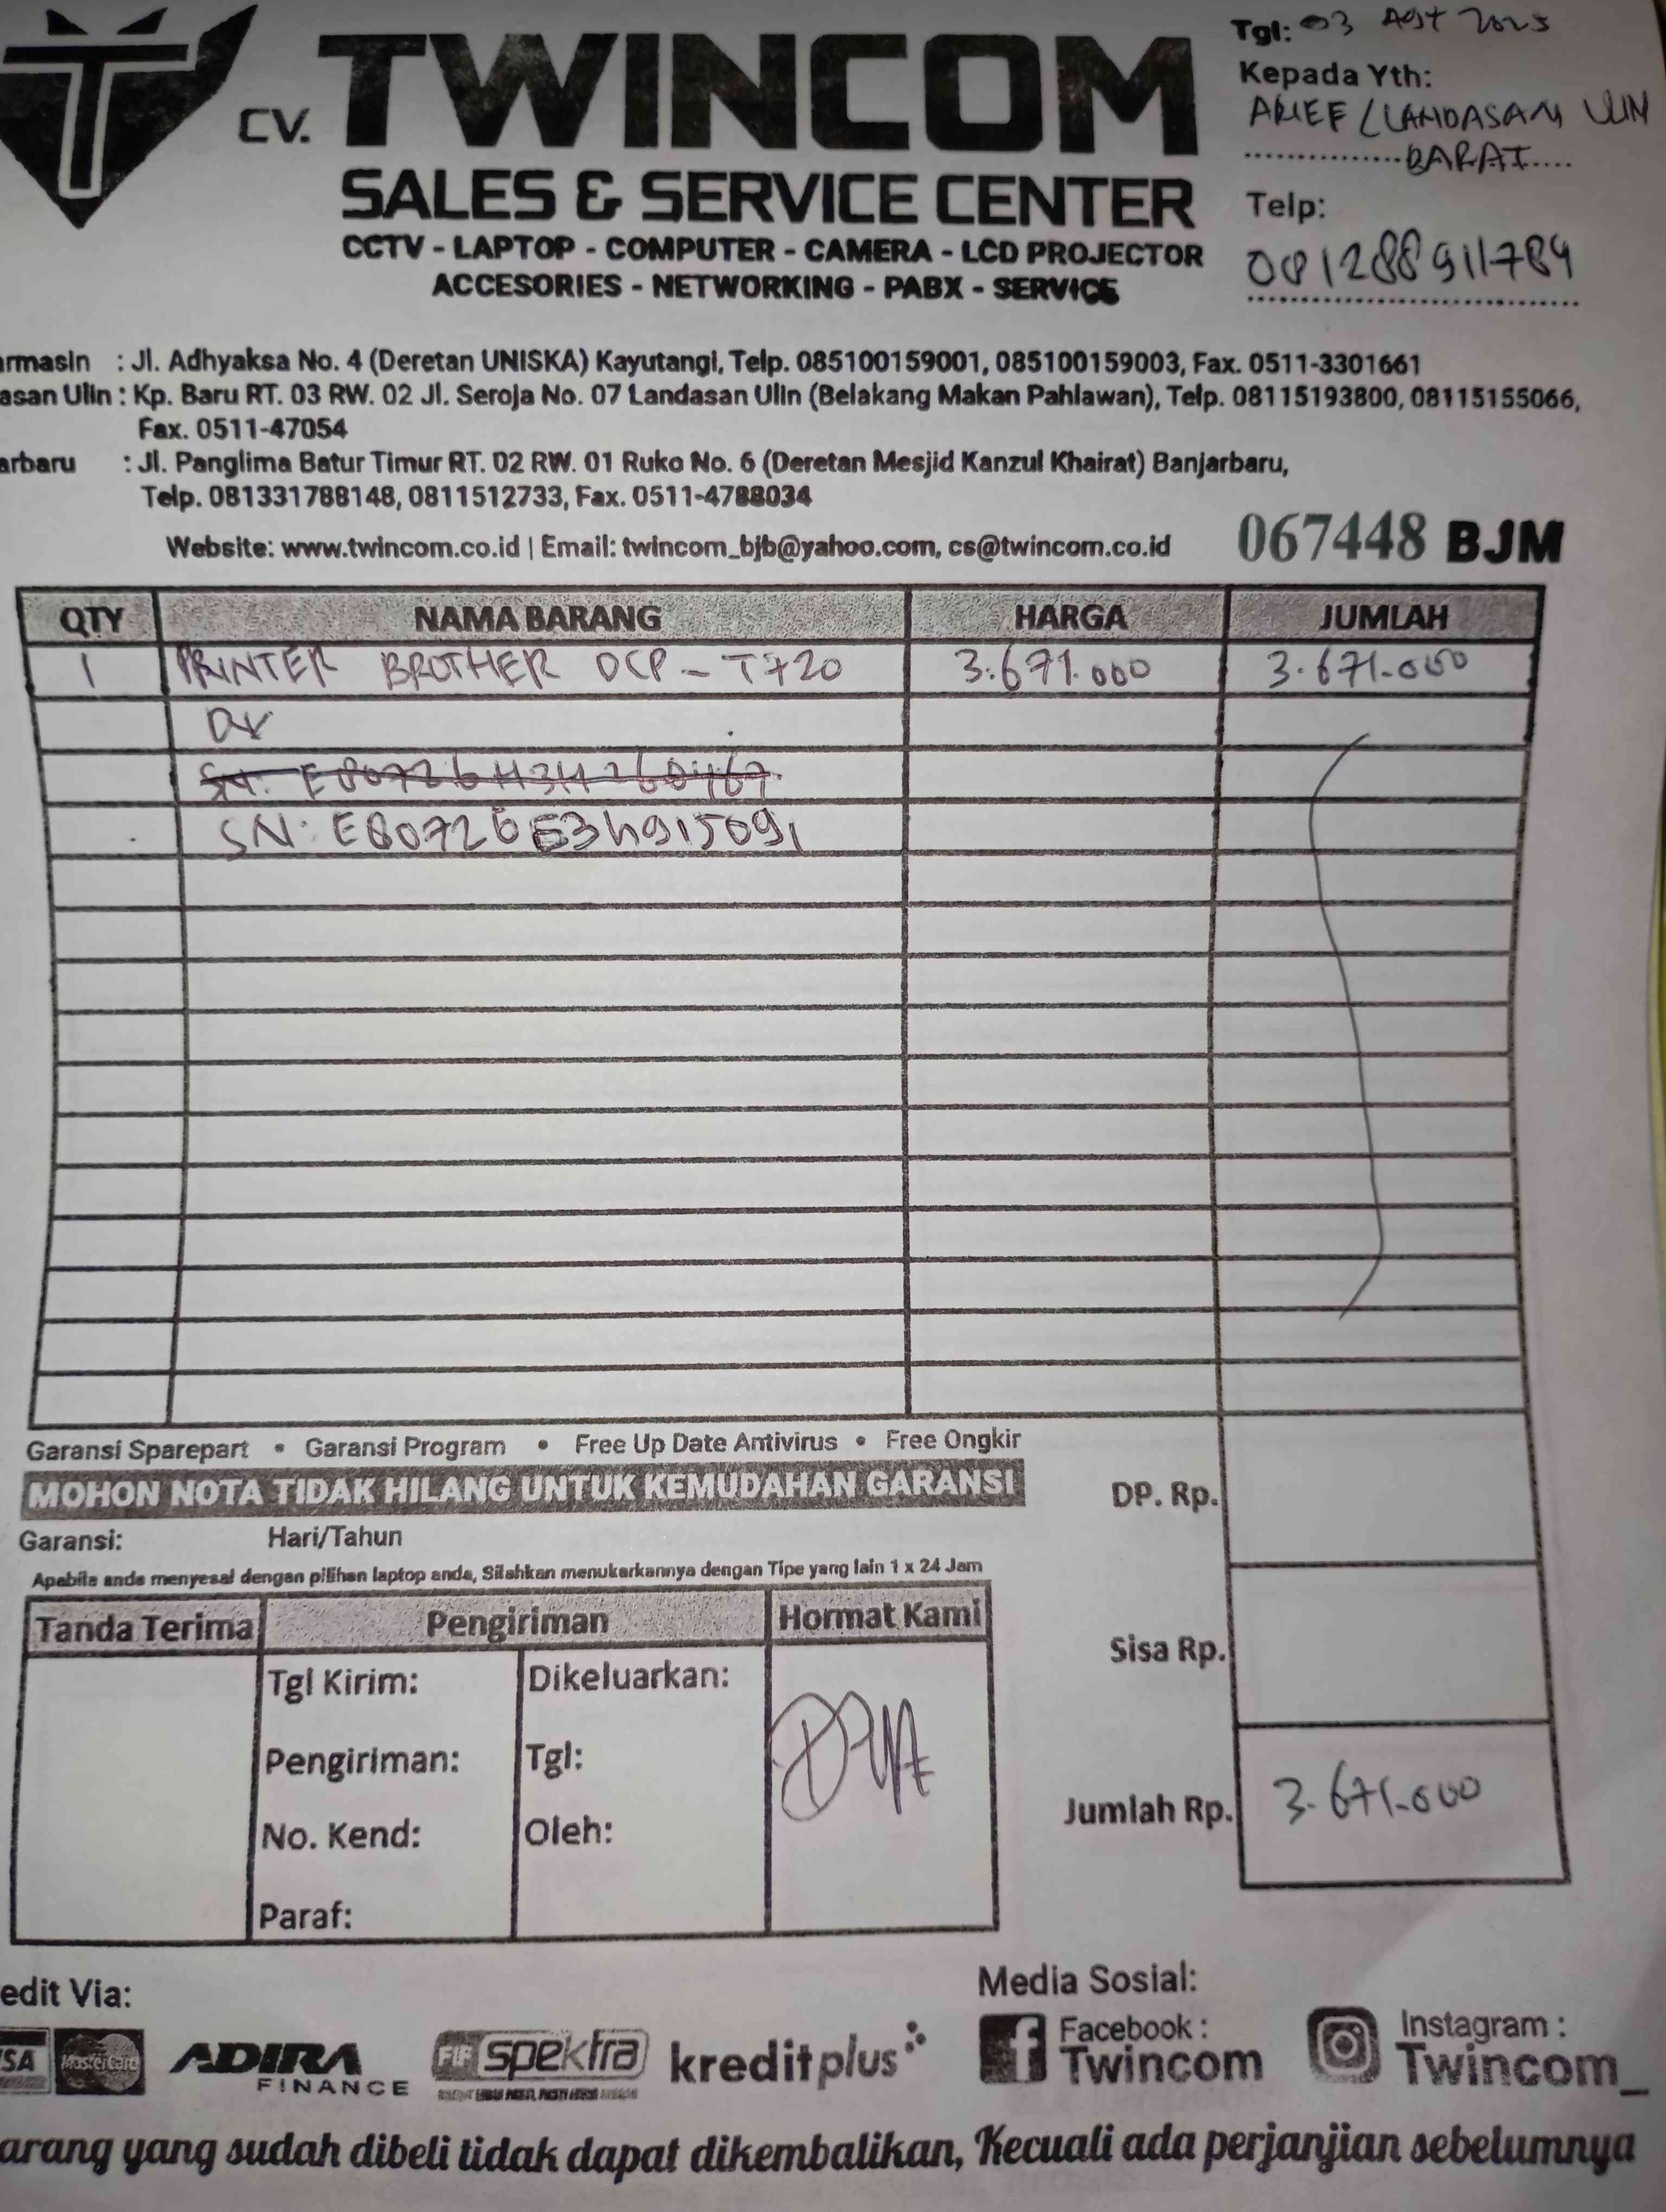 Tgl: 03 AGT 2025
Kepada Yth:
ARIEF / LANDASAN ULIN
BARAT
Telp:
081288911784
CV. TWINCOM
SALES & SERVICE CENTER
CCTV - LAPTOP - COMPUTER - CAMERA - LCD PROJECTOR
ACCESORIES - NETWORKING - PABX - SERVICE
armasin : Jl. Adhyaksa No. 4 (Deretan UNISKA) Kayutangi, Telp. 085100159001, 085100159003, Fax. 0511-3301661
asan Ulin : Kp. Baru RT. 03 RW. 02 Jl. Seroja No. 07 Landasan Ulin (Belakang Makan Pahlawan), Telp. 08115193800, 08115155066,
Fax. 0511-47054
arbaru : Jl. Panglima Batur Timur RT. 02 RW. 01 Ruko No. 6 (Deretan Mesjid Kanzul Khairat) Banjarbaru,
Telp. 081331788148, 0811512733, Fax. 0511-4788034
Website: www.twincom.co.id | Email: twincom_bjb@yahoo.com, cs@twincom.co.id
067448 BJM
QTY NAMA BARANG HARGA JUMLAH
1 PRINTER BROTHER DCP - T720 3.671.000 3.671.000
SN: E80726E3H915091
Garansi Sparepart • Garansi Program • Free Up Date Antivirus • Free Ongkir
MOHON NOTA TIDAK HILANG UNTUK KEMUDAHAN GARANSI
Garansi: Hari/Tahun
Apabila anda menyesal dengan pilihan laptop anda, Silahkan menukarkannya dengan Tipe yang lain 1 x 24 Jam
DP. Rp.
Sisa Rp.
Jumlah Rp. 3.671.000
Tanda Terima Pengiriman Hormat Kami
Tgl Kirim: Dikeluarkan:
Pengiriman: Tgl:
No. Kend: Oleh:
Paraf:
edit Via:
SA MasterCard ADIRA FINANCE FIF spektra kreditplus
Media Sosial:
Facebook : Twincom
Instagram : Twincom_
arang yang sudah dibeli tidak dapat dikembalikan, Kecuali ada perjanjian sebelumnya